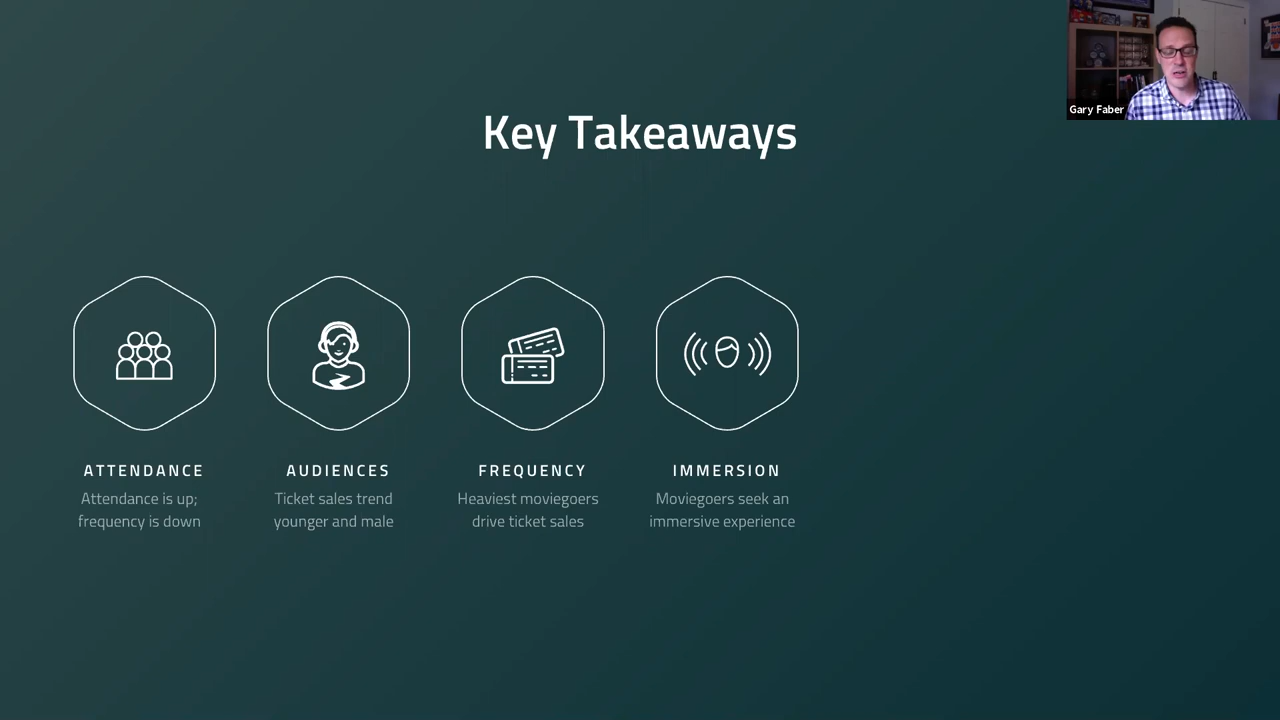 Gary Faber
Key Takeaways
ATTENDANCE
Attendance is up;
frequency is down
AUDIENCES
Ticket sales trend
younger and male
FREQUENCY
Heaviest moviegoers
drive ticket sales
IMMERSION
Moviegoers seek an
immersive experience